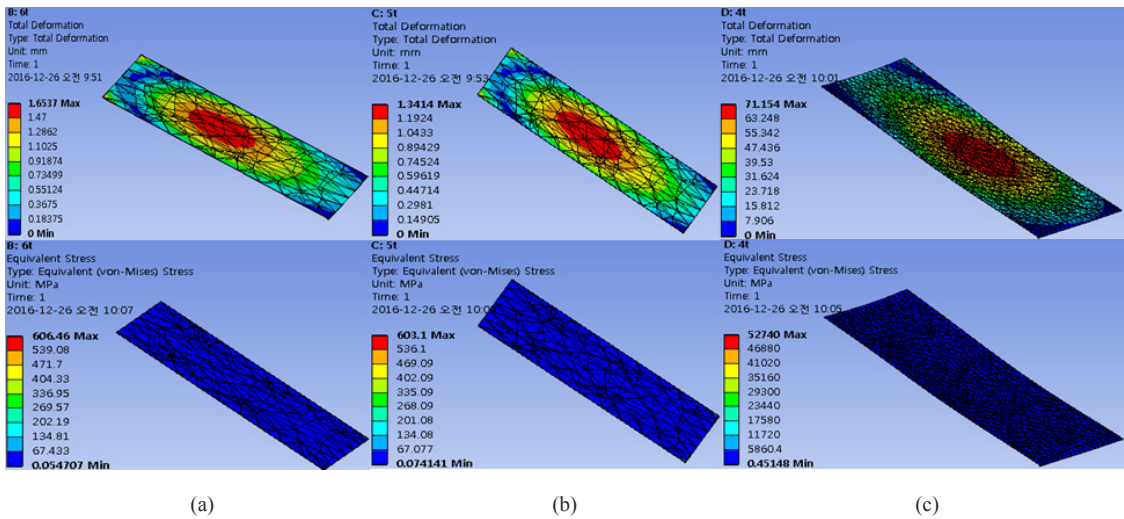 B: 6t
Total Deformation
Type: Total Deformation
Unit: mm
Time: 1
2016-12-26 오전 9:51
1.6537 Max
1.47
1.2862
1.1025
0.91874
0.73499
0.55124
0.3675
0.18375
0 Min
C: 5t
Total Deformation
Type: Total Deformation
Unit: mm
Time: 1
2016-12-26 오전 9:53
1.3414 Max
1.1924
1.0433
0.89429
0.74524
0.59619
0.44714
0.2981
0.14905
0 Min
D: 4t
Total Deformation
Type: Total Deformation
Unit: mm
Time: 1
2016-12-26 오전 10:01
71.154 Max
63.248
55.342
47.436
39.53
31.624
23.718
15.812
7.906
0 Min
B: 6t
Equivalent Stress
Type: Equivalent (von-Mises) Stress
Unit: MPa
Time: 1
2016-12-26 오전 10:07
606.46 Max
539.08
471.7
404.33
336.95
269.57
202.19
134.81
67.433
0.054707 Min
C: 5t
Equivalent Stress
Type: Equivalent (von-Mises) Stress
Unit: MPa
Time: 1
2016-12-26 오전
603.1 Max
536.1
469.09
402.09
335.09
268.09
201.08
134.08
67.077
0.074141 Min
D: 4t
Equivalent Stress
Type: Equivalent (von-Mises) Stress
Unit: MPa
Time: 1
2016-12-26 오전 10:05
52740 Max
46880
41020
35160
29300
23440
17580
11720
5860.4
0.45148 Min
(a)
(b)
(c)